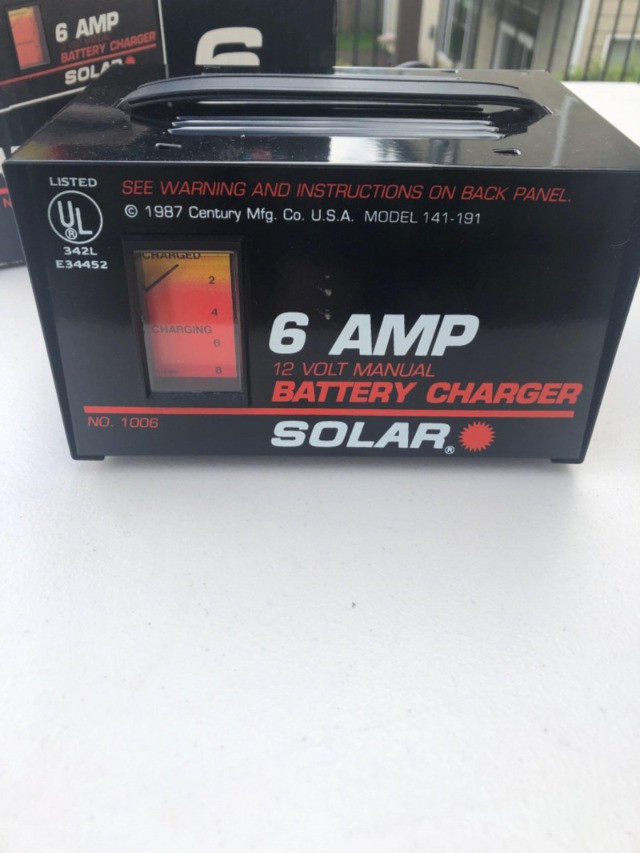 6 AMP
BATTERY CHARGER
SOLAR
6
LISTED
UL
®
342L
E34452
SEE WARNING AND INSTRUCTIONS ON BACK PANEL.
© 1987 Century Mfg. Co. U.S.A. MODEL 141-191
CHARGED
2
4
CHARGING
6
8
6 AMP
12 VOLT MANUAL
BATTERY CHARGER
NO. 1006
SOLAR®